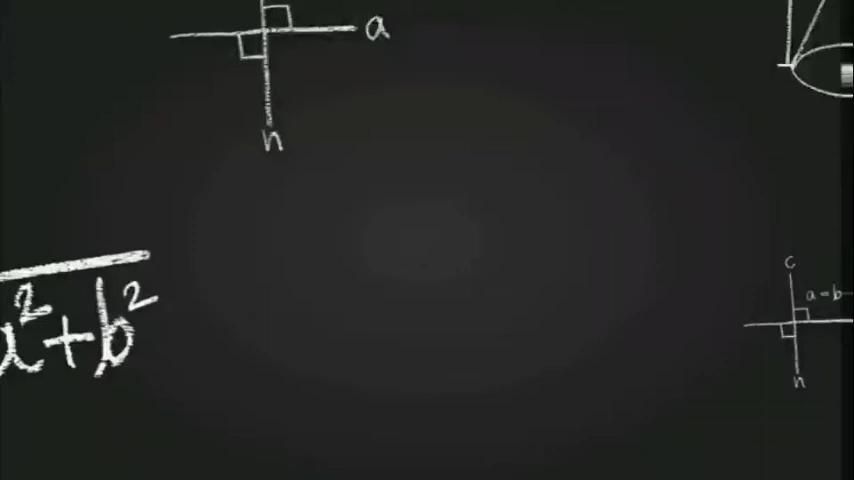 a
n
c
a = b
a² + b²
n